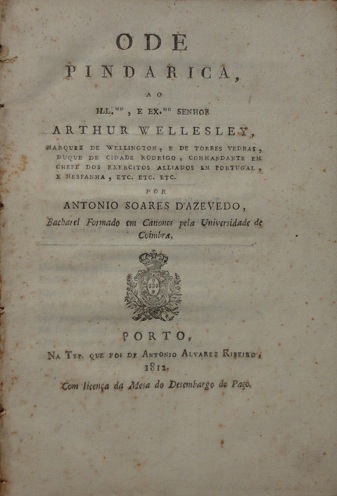 ODE
PINDARICA,
AO
ILL.MO, E EX.MO SENHOR
ARTHUR WELLESLEY,
MARQUEZ DE WELLINGTON, E DE TORRES VEDRAS,
DUQUE DE CIDADE RODRIGO, COMMANDANTE EM
CHEFE DOS EXERCITOS ALLIADOS EM PORTUGAL,
E HESPANHA, ETC. ETC. ETC.
POR
ANTONIO SOARES D'AZEVEDO,
Bacharel Formado em Canones pela Universidade de
Coimbra.
PORTO,
NA TYP. QUE FOI DE ANTONIO ALVAREZ RIBEIRO,
1812.
Com licença da Mesa do Desembargo do Paço.